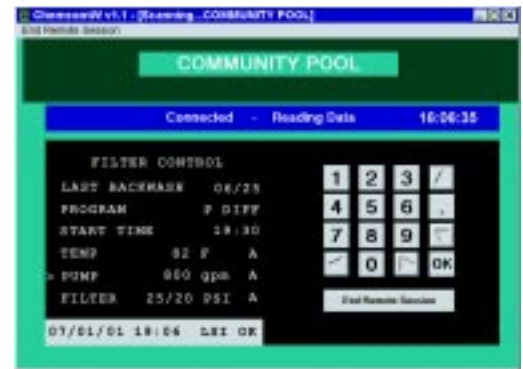 ChemcomW v1.1 - [Scanning...COMMUNITY POOL]
End Remote Session
COMMUNITY POOL
Connected - Reading Data 16:06:35
FILTER CONTROL
LAST BACKWASH 06/25
PROGRAM P DIFF
START TIME 19:30
TEMP 82 F A
> PUMP 800 gpm A
FILTER 25/20 PSI A
07/01/01 18:06 LSI OK
1 2 3
4 5 6
7 8 9
0 OK
End Remote Session